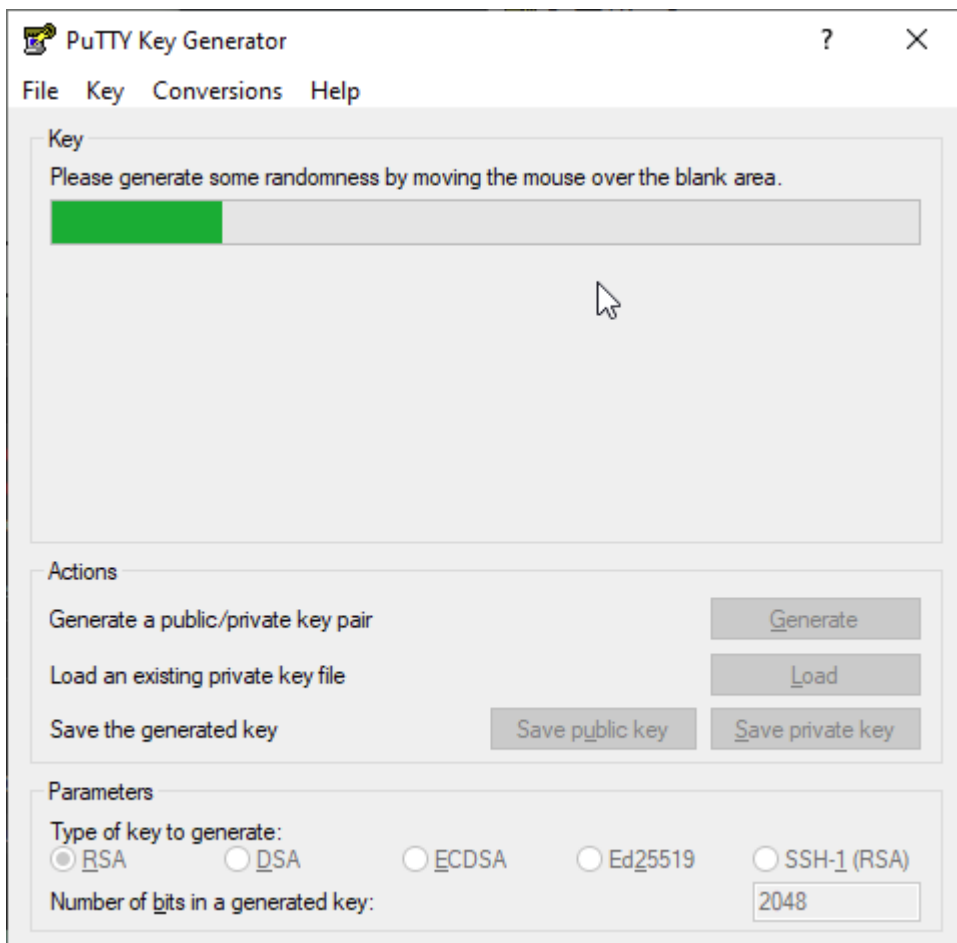 PuTTY Key Generator ?
File Key Conversions Help
Key
Please generate some randomness by moving the mouse over the blank area.
Actions
Generate a public/private key pair Generate
Load an existing private key file Load
Save the generated key Save public key Save private key
Parameters
Type of key to generate:
RSA DSA ECDSA Ed25519 SSH-1 (RSA)
Number of bits in a generated key: 2048